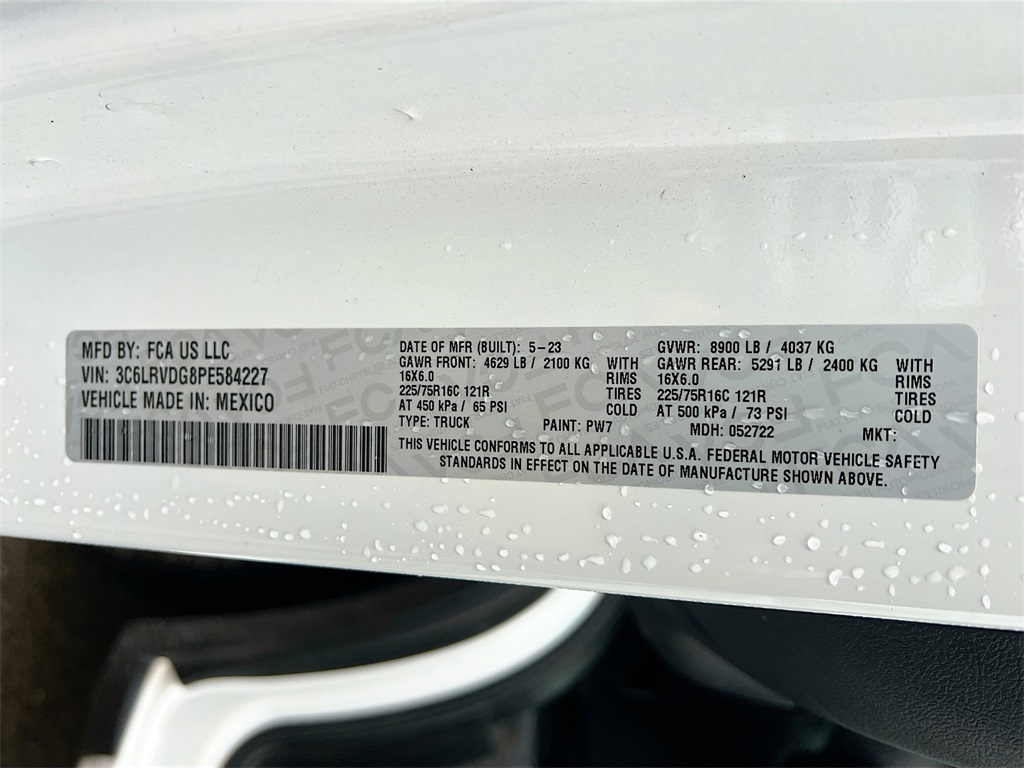 MFD BY: FCA US LLC
VIN: 3C6LRVDG8PE584227
VEHICLE MADE IN: MEXICO
DATE OF MFR (BUILT): 5-23
GAWR FRONT: 4629 LB / 2100 KG WITH
16X6.0 RIMS
225/75R16C 121R TIRES
AT 450 kPa / 65 PSI COLD
TYPE: TRUCK PAINT: PW7
GVWR: 8900 LB / 4037 KG
GAWR REAR: 5291 LB / 2400 KG WITH
16X6.0 RIMS
225/75R16C 121R TIRES
AT 500 kPa / 73 PSI COLD
MDH: 052722 MKT:
THIS VEHICLE CONFORMS TO ALL APPLICABLE U.S.A. FEDERAL MOTOR VEHICLE SAFETY
STANDARDS IN EFFECT ON THE DATE OF MANUFACTURE SHOWN ABOVE.